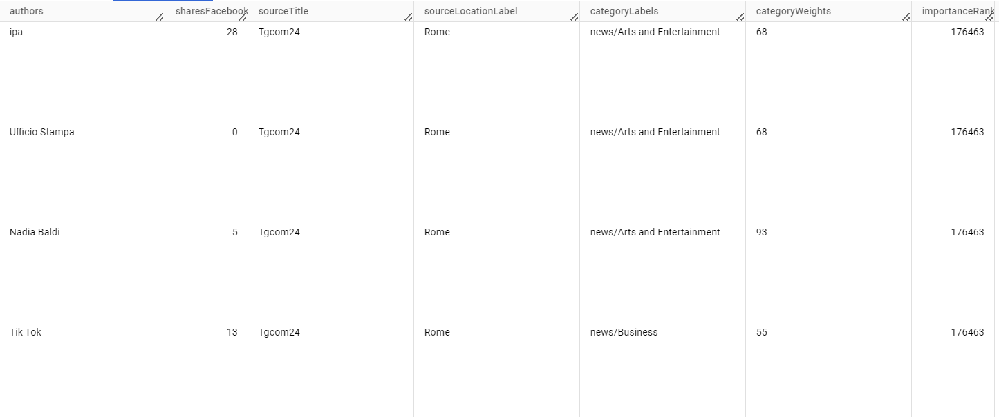 authors sharesFacebook sourceTitle sourceLocationLabel categoryLabels categoryWeights importanceRank
ipa 28 Tgcom24 Rome news/Arts and Entertainment 68 176463
Ufficio Stampa 0 Tgcom24 Rome news/Arts and Entertainment 68 176463
Nadia Baldi 5 Tgcom24 Rome news/Arts and Entertainment 93 176463
Tik Tok 13 Tgcom24 Rome news/Business 55 176463